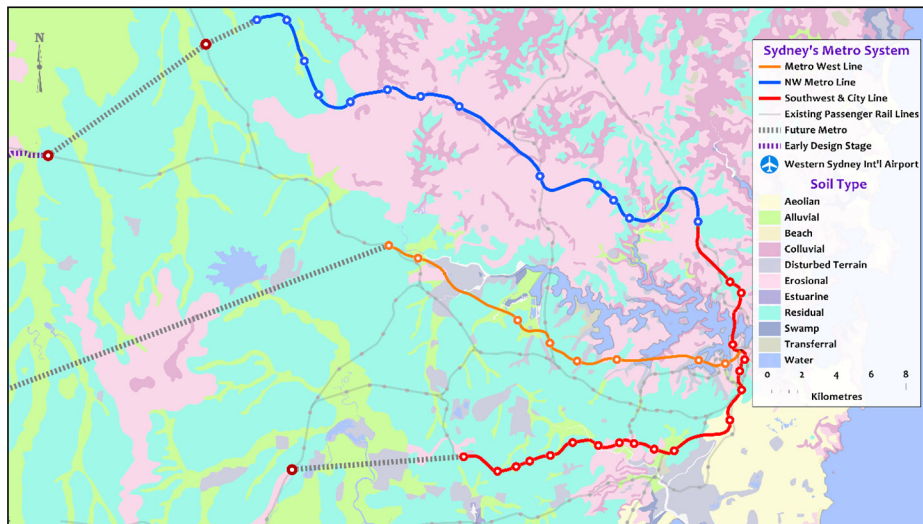 N
Sydney's Metro System
Metro West Line
NW Metro Line
Southwest & City Line
Existing Passenger Rail Lines
Future Metro
Early Design Stage
Western Sydney Int'l Airport
Soil Type
Aeolian
Alluvial
Beach
Colluvial
Disturbed Terrain
Erosional
Estuarine
Residual
Swamp
Transferral
Water
0 2 4 8
Kilometres